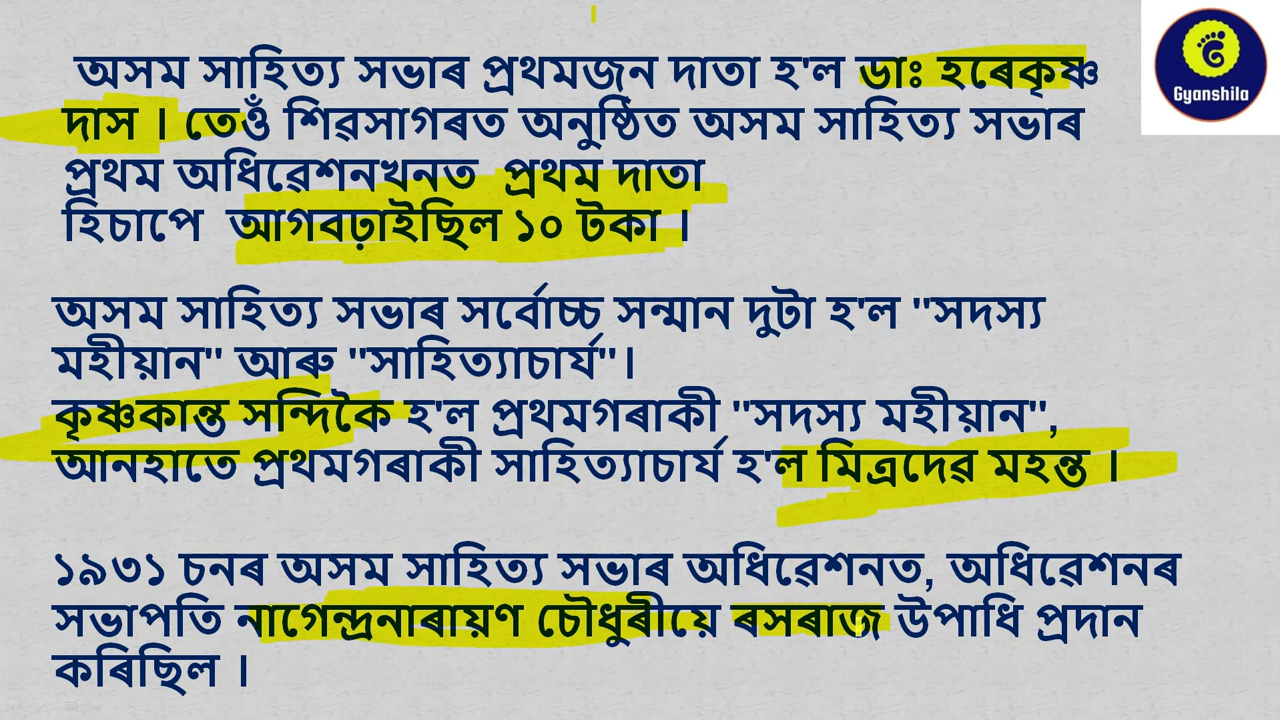 অসম সাহিত্য সভাৰ প্ৰথমজন দাতা হ'ল ডাঃ হৰেকৃষ্ণ
দাস । তেওঁ শিৱসাগৰত অনুষ্ঠিত অসম সাহিত্য সভাৰ
প্ৰথম অধিৱেশনখনত প্ৰথম দাতা
হিচাপে আগবঢ়াইছিল ১০ টকা ।
অসম সাহিত্য সভাৰ সৰ্বোচ্চ সন্মান দুটা হ'ল "সদস্য
মহীয়ান" আৰু "সাহিত্যাচাৰ্য"।
কৃষ্ণকান্ত সন্দিকৈ হ'ল প্ৰথমগৰাকী "সদস্য মহীয়ান",
আনহাতে প্ৰথমগৰাকী সাহিত্যাচাৰ্য হ'ল মিত্ৰদেৱ মহন্ত ।
১৯৩১ চনৰ অসম সাহিত্য সভাৰ অধিৱেশনত, অধিৱেশনৰ
সভাপতি নাগেন্দ্ৰনাৰায়ণ চৌধুৰীয়ে ৰসৰাজ উপাধি প্ৰদান
কৰিছিল ।
Gyanshila